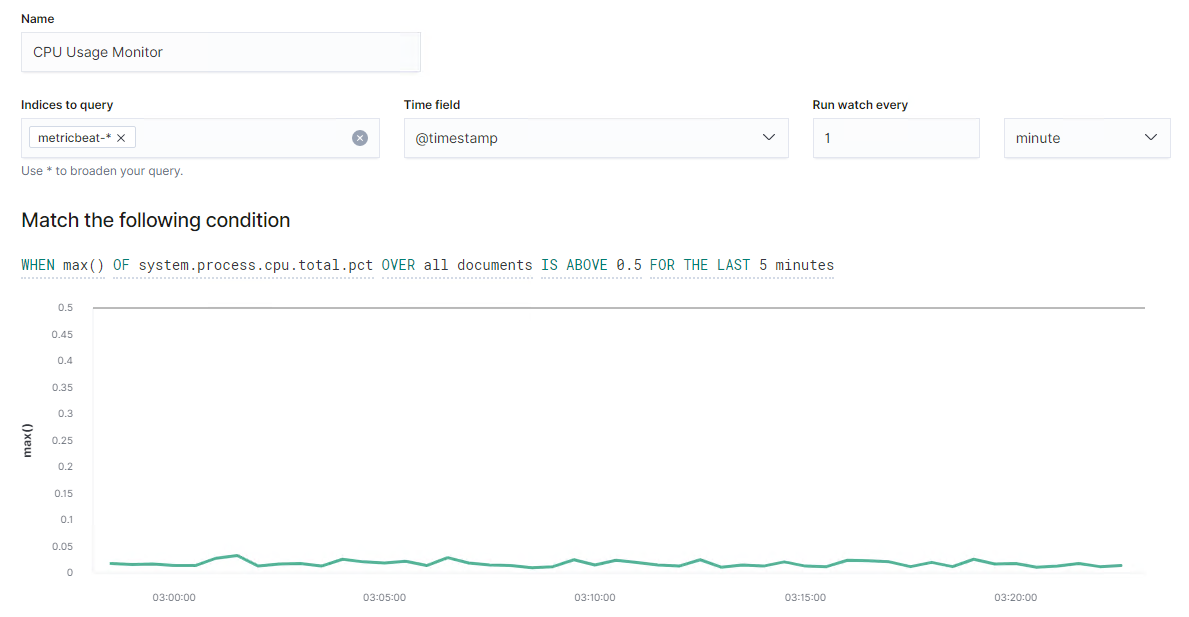 Name
CPU Usage Monitor
Indices to query
Time field
Run watch every
metricbeat-*
@timestamp
1
minute
Use * to broaden your query.
Match the following condition
WHEN max() OF system.process.cpu.total.pct OVER all documents IS ABOVE 0.5 FOR THE LAST 5 minutes
0.5
0.45
0.4
0.35
0.3
0.25
0.2
0.15
0.1
0.05
0
max()
03:00:00
03:05:00
03:10:00
03:15:00
03:20:00